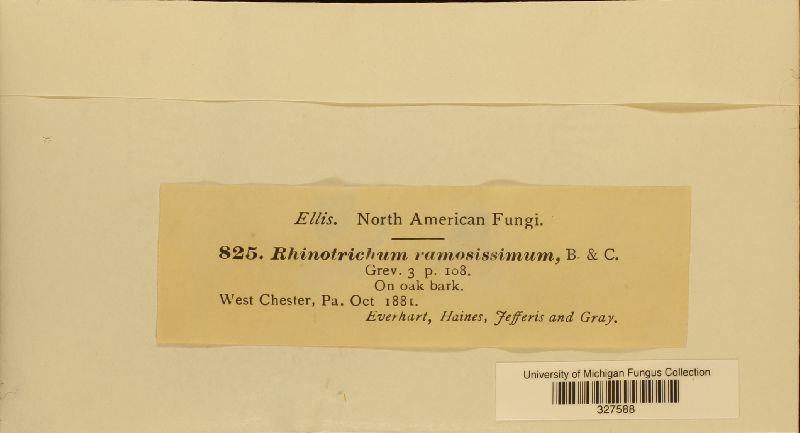 Ellis. North American Fungi.
825. Rhinotrichum ramosissimum, B. & C.
Grev. 3 p. 108.
On oak bark.
West Chester, Pa. Oct 1881.
Everhart, Haines, Jefferis and Gray.
University of Michigan Fungus Collection
327588